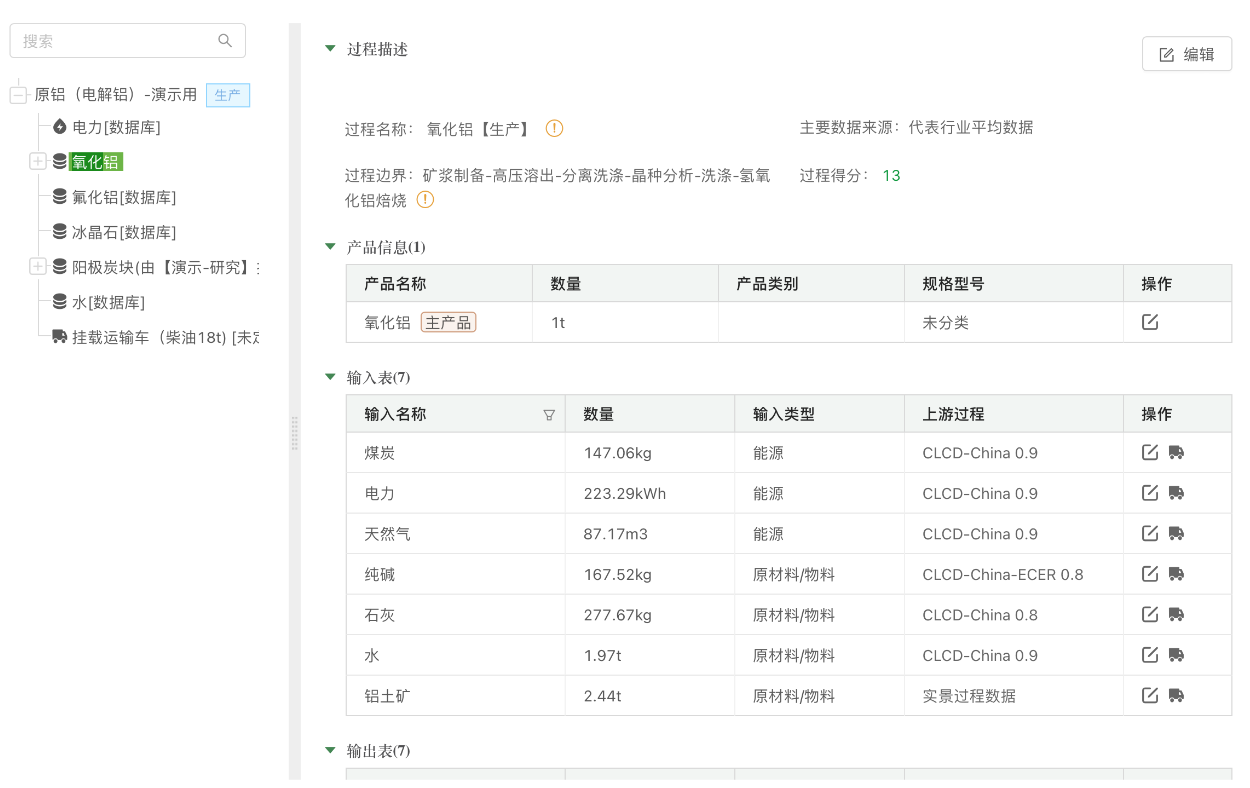 搜索
原铝（电解铝）-演示用 生产
电力[数据库]
氧化铝
氟化铝[数据库]
冰晶石[数据库]
阳极炭块(由【演示-研究】
水[数据库]
挂载运输车（柴油18t) [未定
过程描述
编辑
过程名称： 氧化铝【生产】
主要数据来源：代表行业平均数据
过程边界：矿浆制备-高压溶出-分离洗涤-晶种分析-洗涤-氢氧
化铝焙烧
过程得分： 13
产品信息(1)
产品名称 数量 产品类别 规格型号 操作
氧化铝 主产品 1t 未分类
输入表(7)
输入名称 数量 输入类型 上游过程 操作
煤炭 147.06kg 能源 CLCD-China 0.9
电力 223.29kWh 能源 CLCD-China 0.9
天然气 87.17m3 能源 CLCD-China 0.9
纯碱 167.52kg 原材料/物料 CLCD-China-ECER 0.8
石灰 277.67kg 原材料/物料 CLCD-China 0.8
水 1.97t 原材料/物料 CLCD-China 0.9
铝土矿 2.44t 原材料/物料 实景过程数据
输出表(7)